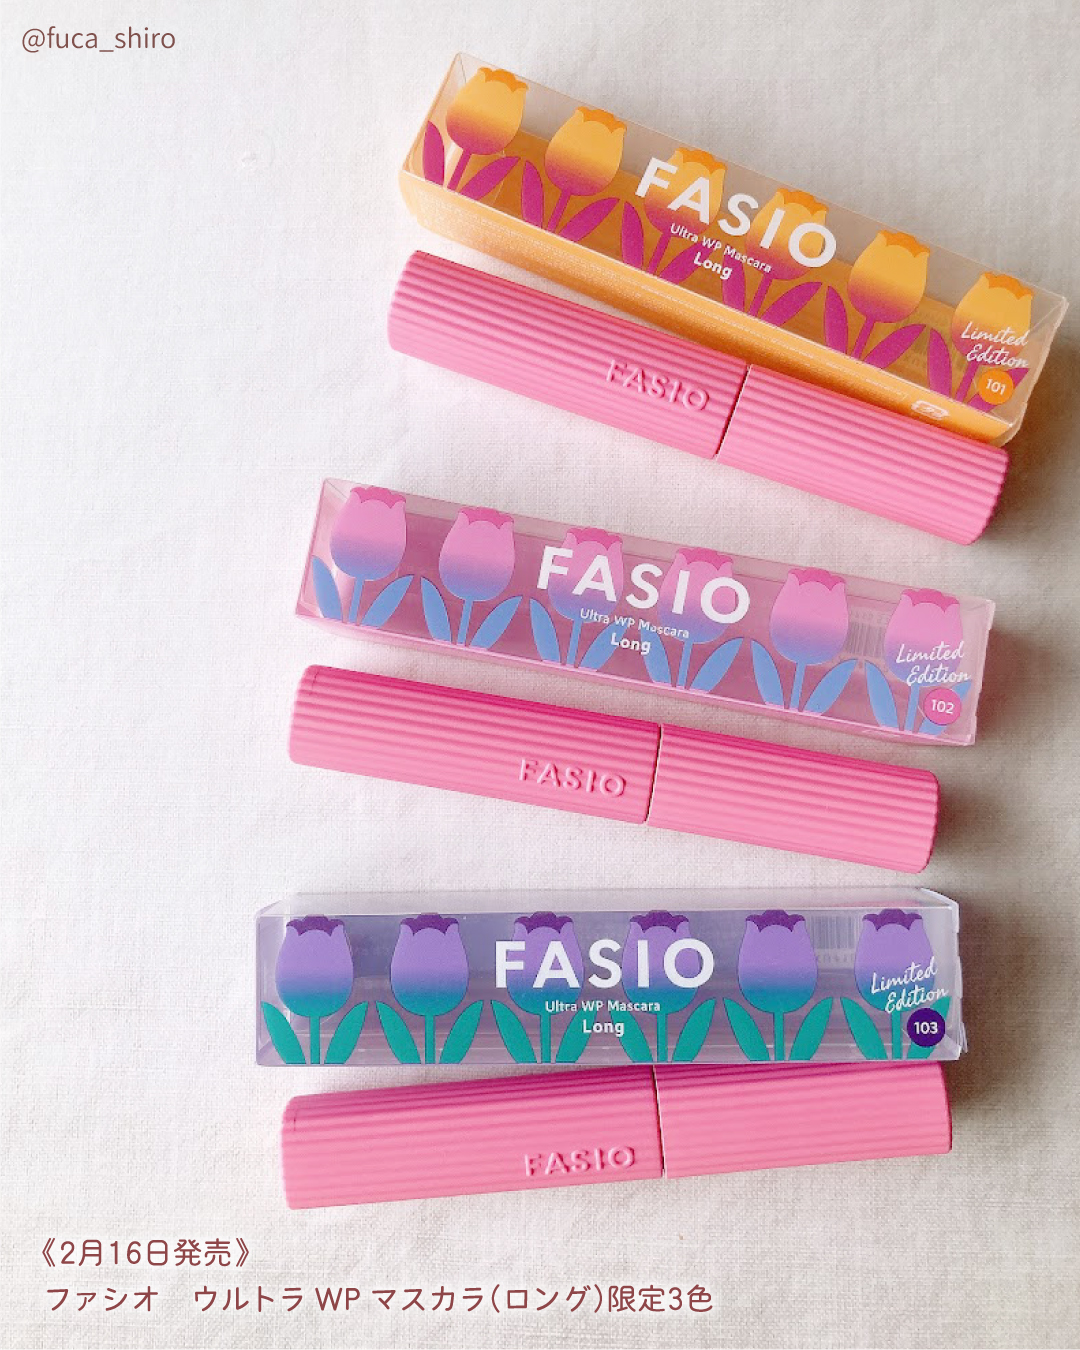 @fuca_shiro
FASIO
Ultra WP Mascara
Long
Limited
Edition
101
FASIO
FASIO
Ultra WP Mascara
Long
Limited
Edition
102
FASIO
FASIO
Ultra WP Mascara
Long
Limited
Edition
103
FASIO
《2月16日発売》
ファシオ　ウルトラ WP マスカラ(ロング)限定3色